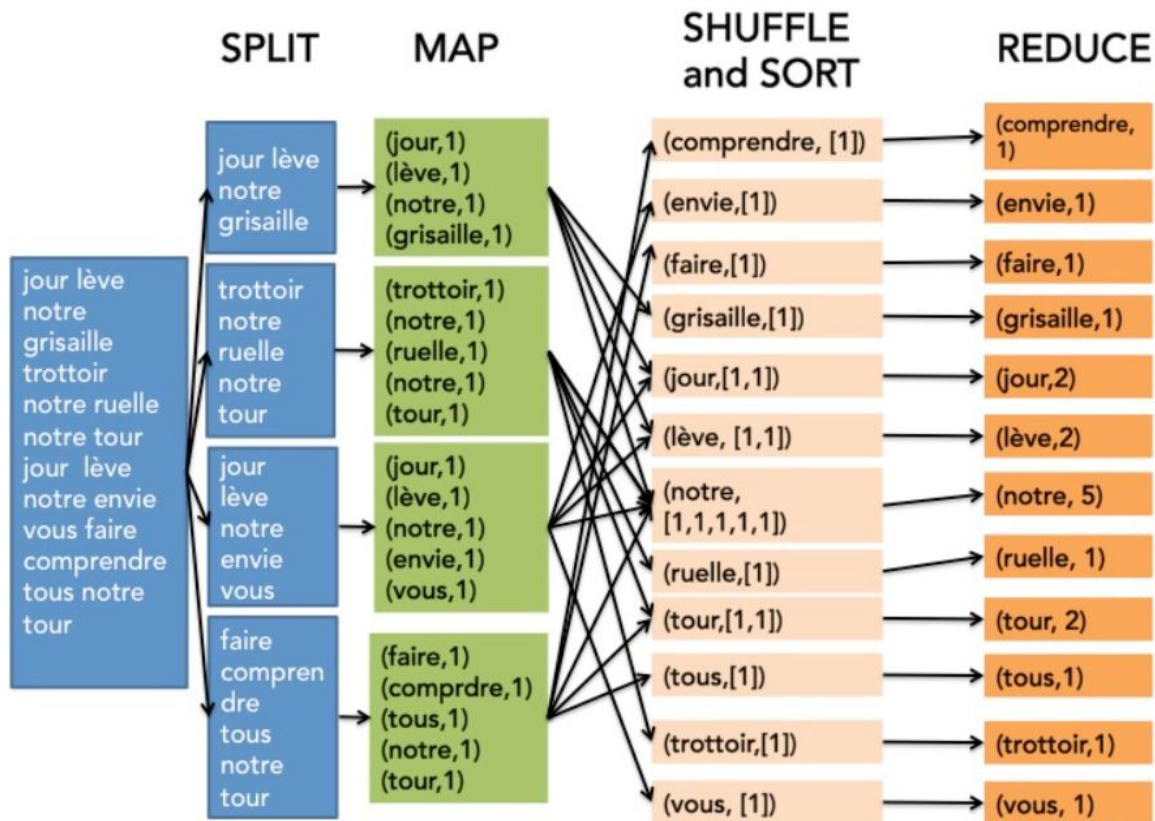 SPLIT
MAP
SHUFFLE
and SORT
REDUCE
jour lève
notre
grisaille
trottoir
notre ruelle
notre tour
jour lève
notre envie
vous faire
comprendre
tous notre
tour
jour lève
notre
grisaille
trottoir
notre
ruelle
notre
tour
jour
lève
notre
envie
vous
faire
compren
dre
tous
notre
tour
(jour,1)
(lève,1)
(notre,1)
(grisaille,1)
(trottoir,1)
(notre,1)
(ruelle,1)
(notre,1)
(tour,1)
(jour,1)
(lève,1)
(notre,1)
(envie,1)
(vous,1)
(faire,1)
(comprdre,1)
(tous,1)
(notre,1)
(tour,1)
(comprendre, [1])
(envie,[1])
(faire,[1])
(grisaille,[1])
(jour,[1,1])
(lève, [1,1])
(notre,
[1,1,1,1,1])
(ruelle,[1])
(tour,[1,1])
(tous,[1])
(trottoir,[1])
(vous, [1])
(comprendre,
1)
(envie,1)
(faire,1)
(grisaille,1)
(jour,2)
(lève,2)
(notre, 5)
(ruelle, 1)
(tour, 2)
(tous,1)
(trottoir,1)
(vous, 1)